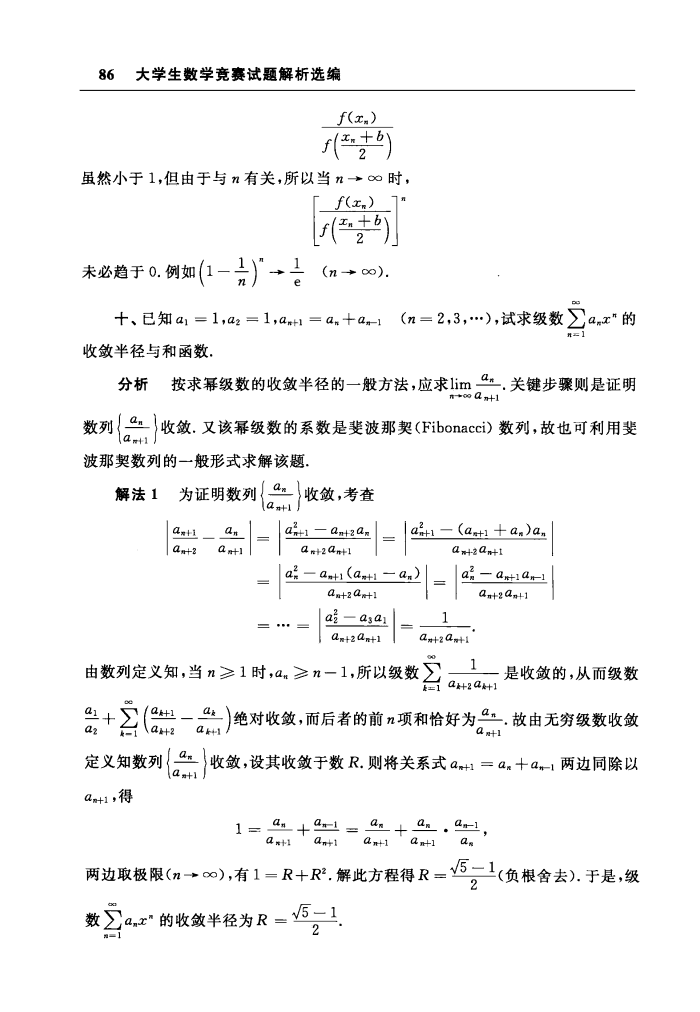 86 大学生数学竞赛试题解析选编
$$\frac{f(x_n)}{f\left(\frac{x_n+b}{2}\right)}$$
虽然小于 1,但由于与 n 有关,所以当 n→∞ 时,
$$\left[\frac{f(x_n)}{f\left(\frac{x_n+b}{2}\right)}\right]^n$$
未必趋于 0. 例如$\left(1-\frac{1}{n}\right)^n \to \frac{1}{e}$ (n→∞).
十、已知 $a_1=1,a_2=1,a_{n+1}=a_n+a_{n-1}$ (n=2,3,…),试求级数$\sum_{n=1}^{\infty}a_nx^n$ 的
收敛半径与和函数.
分析 按求幂级数的收敛半径的一般方法,应求$\lim_{n\to\infty}\frac{a_n}{a_{n+1}}$. 关键步骤则是证明
数列$\left\{\frac{a_n}{a_{n+1}}\right\}$收敛. 又该幂级数的系数是斐波那契(Fibonacci) 数列,故也可利用斐
波那契数列的一般形式求解该题.
解法 1 为证明数列$\left\{\frac{a_n}{a_{n+1}}\right\}$收敛,考查
$$\left|\frac{a_{n+1}}{a_{n+2}}-\frac{a_n}{a_{n+1}}\right|=\left|\frac{a_{n+1}^2-a_{n+2}a_n}{a_{n+2}a_{n+1}}\right|=\left|\frac{a_{n+1}^2-(a_{n+1}+a_n)a_n}{a_{n+2}a_{n+1}}\right|$$
$$=\left|\frac{a_n^2-a_{n+1}(a_{n+1}-a_n)}{a_{n+2}a_{n+1}}\right|=\left|\frac{a_n^2-a_{n+1}a_{n-1}}{a_{n+2}a_{n+1}}\right|$$
$$=\cdots=\left|\frac{a_2^2-a_3a_1}{a_{n+2}a_{n+1}}\right|=\frac{1}{a_{n+2}a_{n+1}}.$$
由数列定义知,当 n≥1 时,$a_n\geq n-1$,所以级数$\sum_{k=1}^{\infty}\frac{1}{a_{k+2}a_{k+1}}$ 是收敛的,从而级数
$\frac{a_1}{a_2}+\sum_{k=1}^{\infty}\left(\frac{a_{k+1}}{a_{k+2}}-\frac{a_k}{a_{k+1}}\right)$绝对收敛,而后者的前 n 项和恰好为$\frac{a_n}{a_{n+1}}$. 故由无穷级数收敛
定义知数列$\left\{\frac{a_n}{a_{n+1}}\right\}$收敛,设其收敛于数 R. 则将关系式 $a_{n+1}=a_n+a_{n-1}$ 两边同除以
$a_{n+1}$,得
$$1=\frac{a_n}{a_{n+1}}+\frac{a_{n-1}}{a_{n+1}}=\frac{a_n}{a_{n+1}}+\frac{a_n}{a_{n+1}}\cdot\frac{a_{n-1}}{a_n},$$
两边取极限(n→∞),有 $1=R+R^2$. 解此方程得 $R=\frac{\sqrt{5}-1}{2}$(负根舍去). 于是,级
数$\sum_{n=1}^{\infty}a_nx^n$ 的收敛半径为 $R=\frac{\sqrt{5}-1}{2}$.